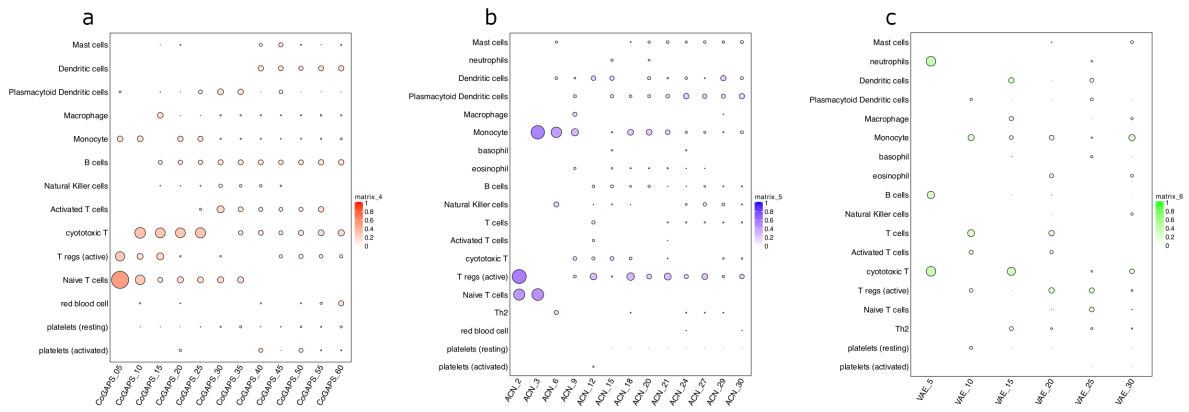 a
Mast cells
Dendritic cells
Plasmacytoid Dendritic cells
Macrophage
Monocyte
B cells
Natural Killer cells
Activated T cells
cyototoxic T
T regs (active)
Naive T cells
red blood cell
platelets (resting)
platelets (activated)
CoGAPS_05
CoGAPS_10
CoGAPS_15
CoGAPS_20
CoGAPS_25
CoGAPS_30
CoGAPS_35
CoGAPS_40
CoGAPS_45
CoGAPS_50
CoGAPS_55
CoGAPS_60
matrix_4
1
0.8
0.6
0.4
0.2
0
b
Mast cells
neutrophils
Dendritic cells
Plasmacytoid Dendritic cells
Macrophage
Monocyte
basophil
eosinophil
B cells
Natural Killer cells
T cells
Activated T cells
cyototoxic T
T regs (active)
Naive T cells
Th2
red blood cell
platelets (resting)
platelets (activated)
ACN_2
ACN_3
ACN_6
ACN_9
ACN_12
ACN_15
ACN_18
ACN_20
ACN_21
ACN_24
ACN_27
ACN_29
ACN_30
matrix_5
1
0.8
0.6
0.4
0.2
0
c
Mast cells
neutrophils
Dendritic cells
Plasmacytoid Dendritic cells
Macrophage
Monocyte
basophil
eosinophil
B cells
Natural Killer cells
T cells
Activated T cells
cyototoxic T
T regs (active)
Naive T cells
Th2
platelets (resting)
platelets (activated)
VAE_5
VAE_10
VAE_15
VAE_20
VAE_25
VAE_30
matrix_6
1
0.8
0.6
0.4
0.2
0